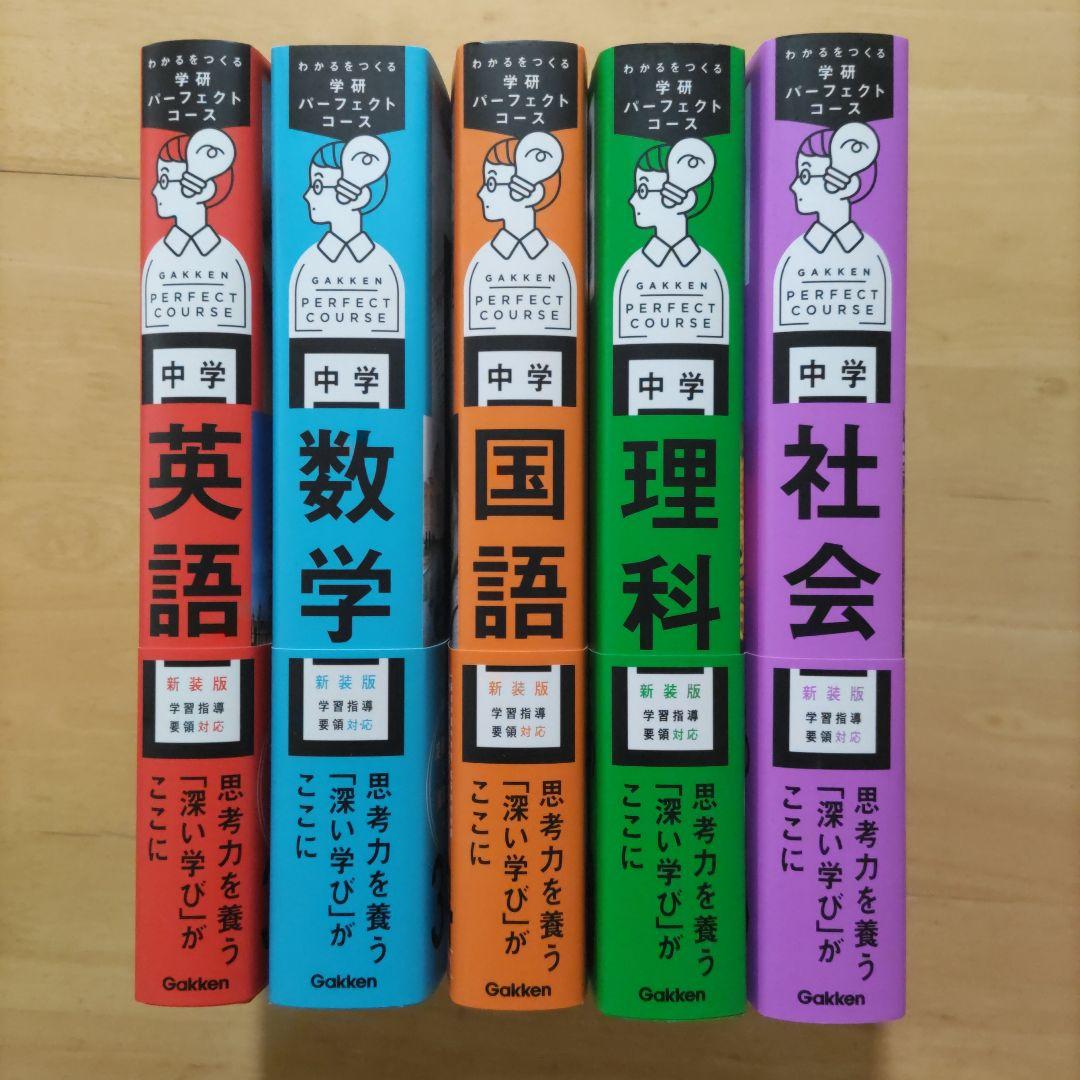 わかるをつくる
学研
パーフェクト
コース
GAKKEN
PERFECT
COURSE
中学
英語
新装版
学習指導
要領対応
思考力を養う
「深い学び」が
ここに
Gakken
わかるをつくる
学研
パーフェクト
コース
GAKKEN
PERFECT
COURSE
中学
数学
新装版
学習指導
要領対応
思考力を養う
「深い学び」が
ここに
Gakken
わかるをつくる
学研
パーフェクト
コース
GAKKEN
PERFECT
COURSE
中学
国語
新装版
学習指導
要領対応
思考力を養う
「深い学び」が
ここに
Gakken
わかるをつくる
学研
パーフェクト
コース
GAKKEN
PERFECT
COURSE
中学
理科
新装版
学習指導
要領対応
思考力を養う
「深い学び」が
ここに
Gakken
わかるをつくる
学研
パーフェクト
コース
GAKKEN
PERFECT
COURSE
中学
社会
新装版
学習指導
要領対応
思考力を養う
「深い学び」が
ここに
Gakken